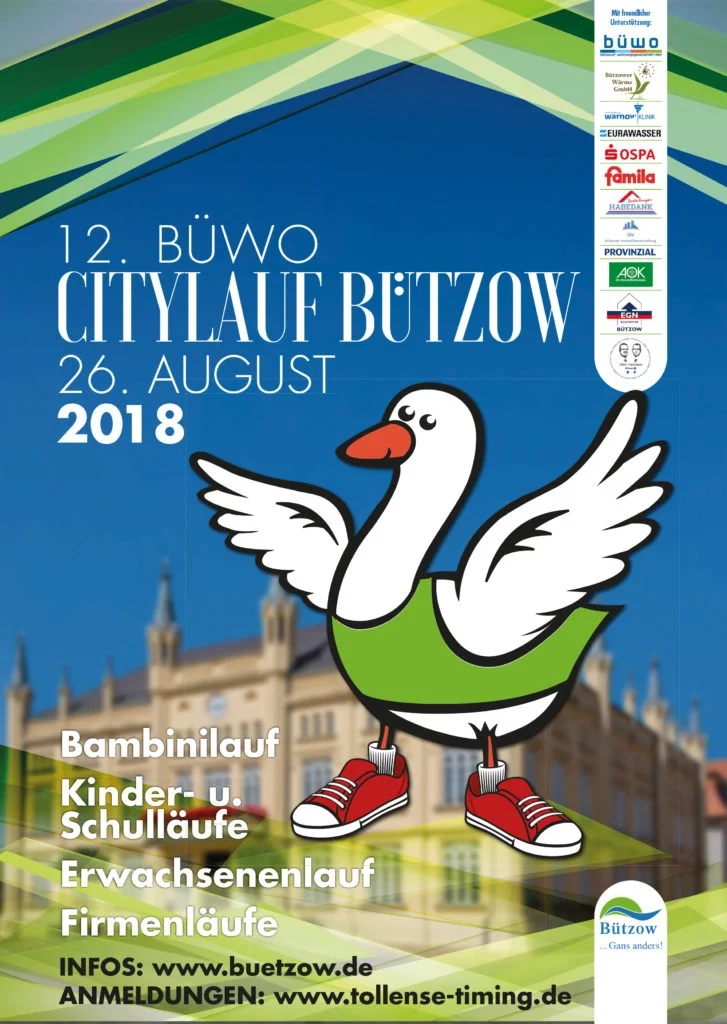 Mit freundlicher
Unterstützung:
büwo
Bützower
Wärme
GmbH
warnow KLINIK
EURAWASSER
OSPA
famila
HABEDANK
PROVINZIAL
AOK
EGN
BÜTZOW
12. BÜWO
CITYLAUF BÜTZOW
26. AUGUST
2018
Bambinilauf
Kinder- u.
Schulläufe
Erwachsenenlauf
Firmenläufe
INFOS: www.buetzow.de
ANMELDUNGEN: www.tollense-timing.de
Bützow
... Gans anders!